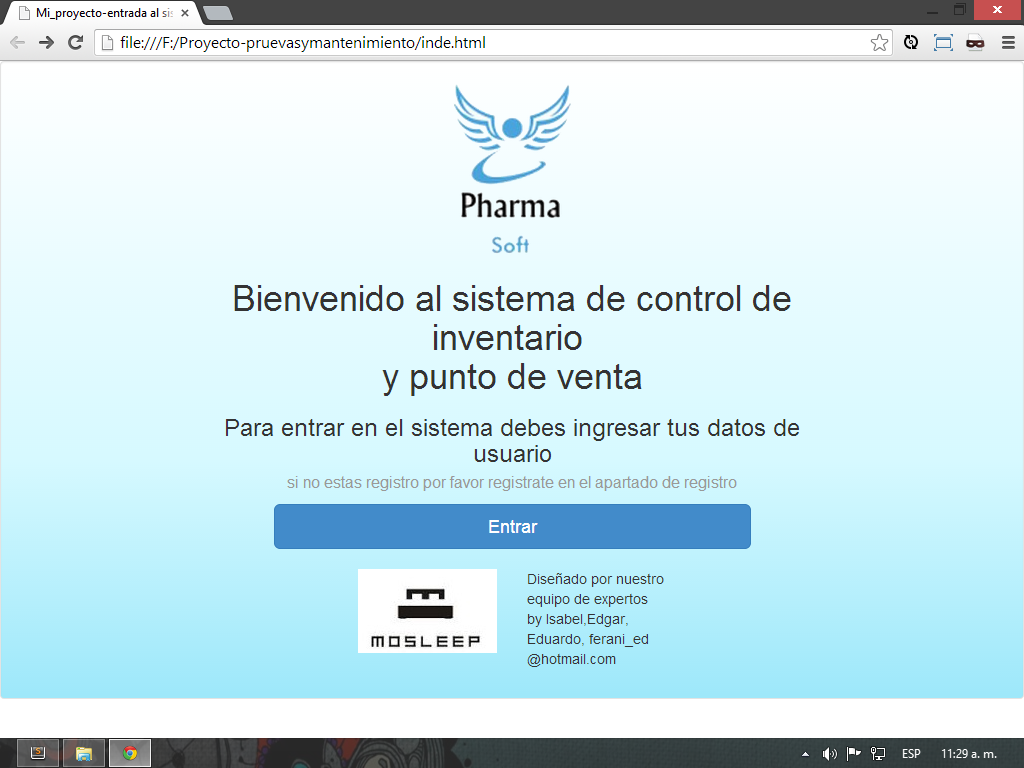 Mi_proyecto-entrada al sis
file:///F:/Proyecto-pruevasymantenimiento/inde.html
Pharma
Soft
Bienvenido al sistema de control de
inventario
y punto de venta
Para entrar en el sistema debes ingresar tus datos de
usuario
si no estas registro por favor registrate en el apartado de registro
Entrar
MOSLEEP
Diseñado por nuestro
equipo de expertos
by Isabel,Edgar,
Eduardo, ferani_ed
@hotmail.com
ESP
11:29 a. m.